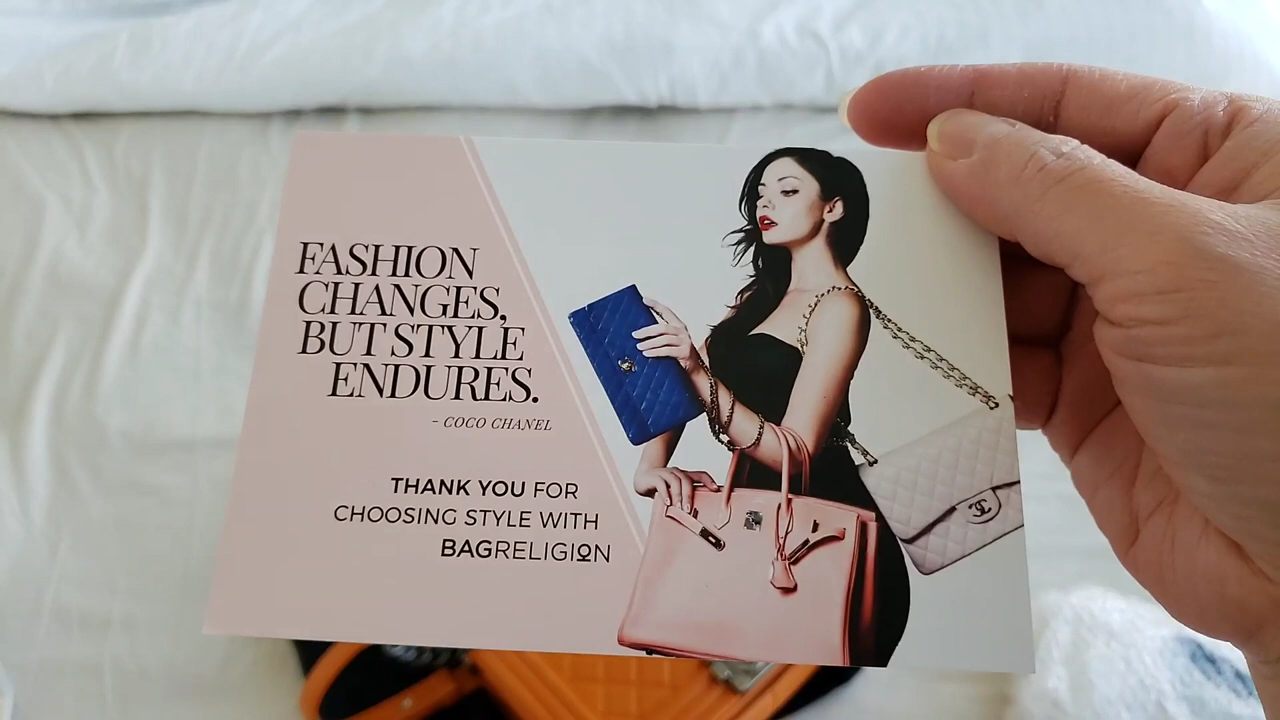 FASHION
CHANGES,
BUT STYLE
ENDURES.
- COCO CHANEL
THANK YOU FOR
CHOOSING STYLE WITH
BAGRELIGION